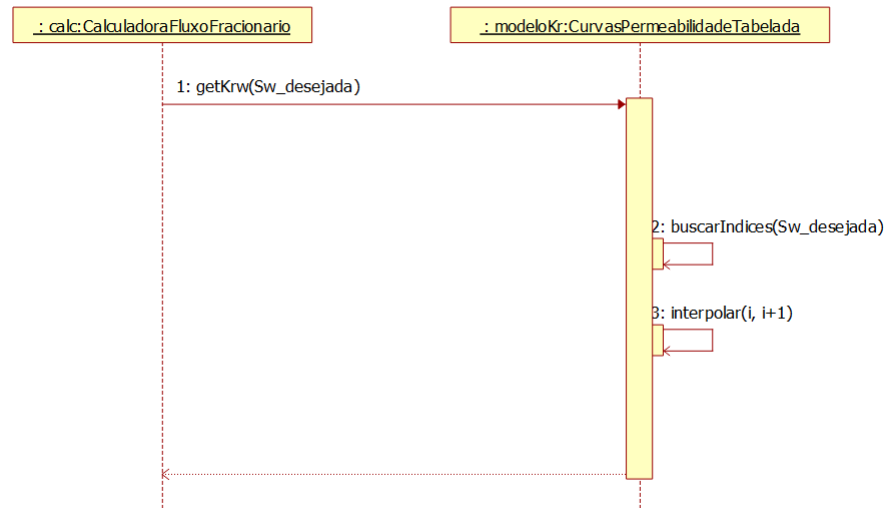 : calc:CalculadoraFluxoFracionario
: modeloKr:CurvasPermeabilidadeTabelada
1: getKrw(Sw_desejada)
2: buscarIndices(Sw_desejada)
3: interpolar(i, i+1)